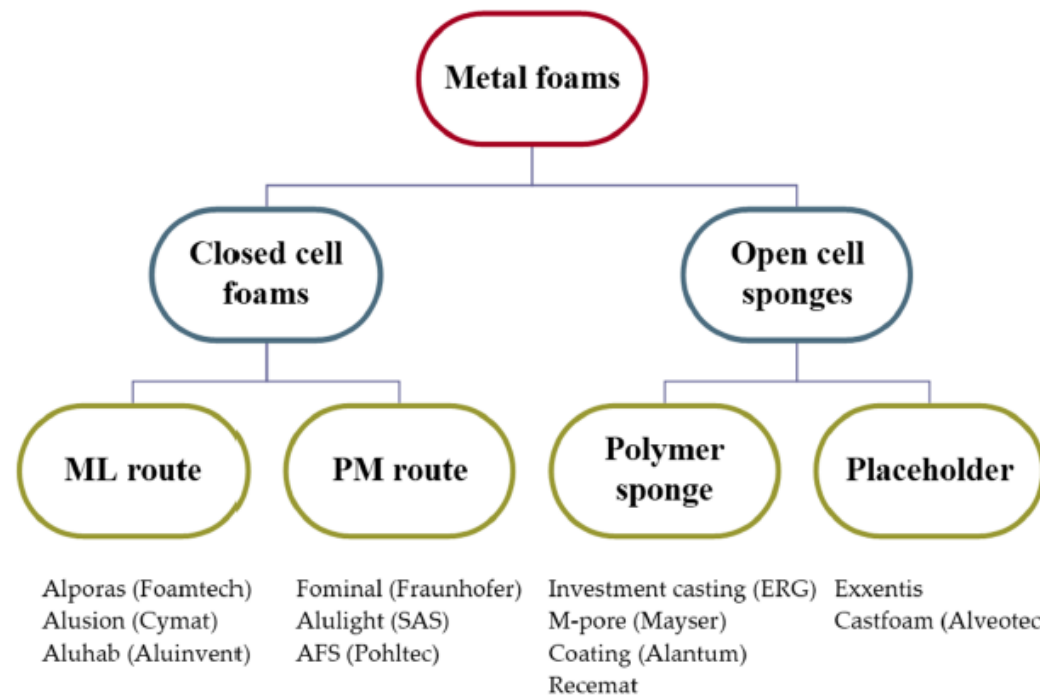 Metal foams
Closed cell
foams
Open cell
sponges
ML route
PM route
Polymer
sponge
Placeholder
Alporas (Foamtech)
Alusion (Cymat)
Aluhab (Aluinvent)
Fominal (Fraunhofer)
Alulight (SAS)
AFS (Pohltec)
Investment casting (ERG)
M-pore (Mayser)
Coating (Alantum)
Recemat
Exxentis
Castfoam (Alveotec